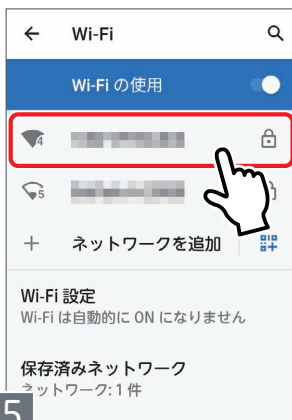 Wi-Fi
Wi-Fi の使用
4
5
ネットワークを追加
Wi-Fi 設定
Wi-Fi は自動的に ON になりません
保存済みネットワーク
ネットワーク: 1 件
5